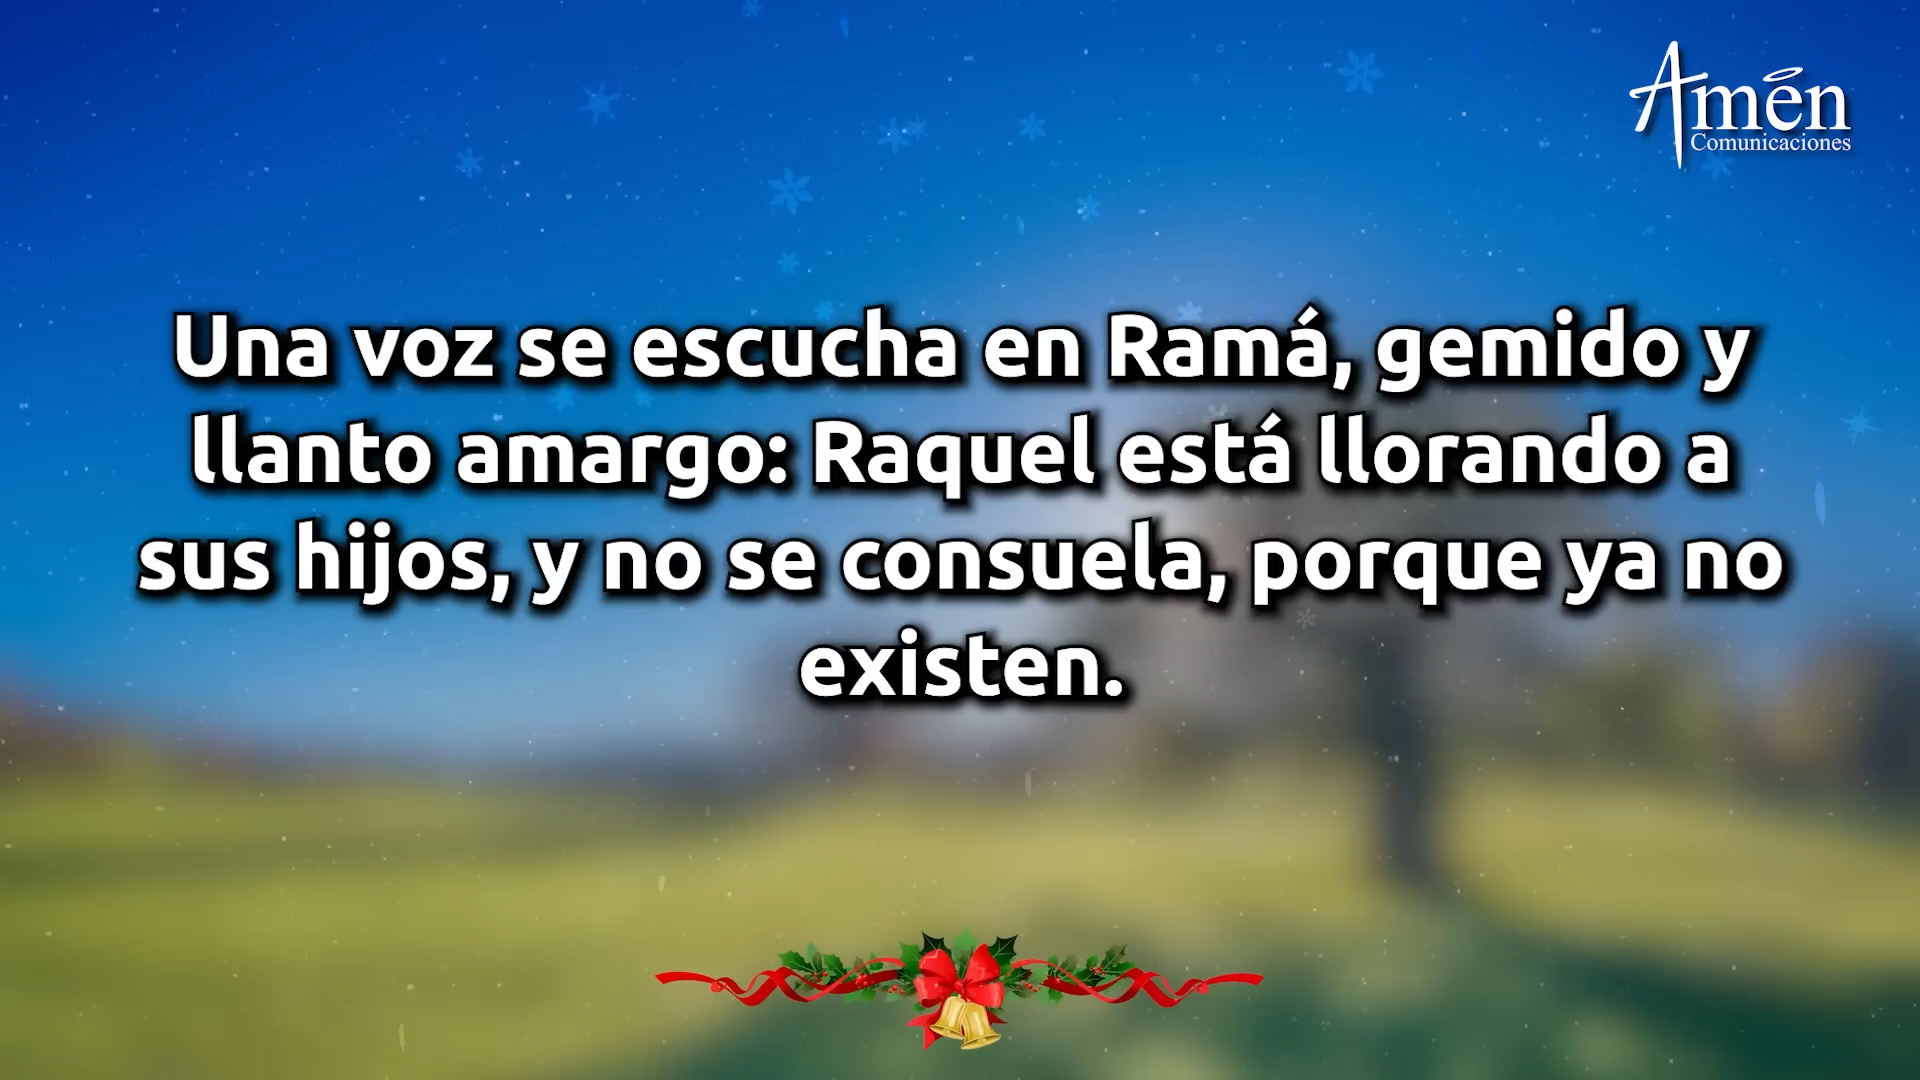 Amén
Comunicaciones
Una voz se escucha en Ramá, gemido y
llanto amargo: Raquel está llorando a
sus hijos, y no se consuela, porque ya no
existen.